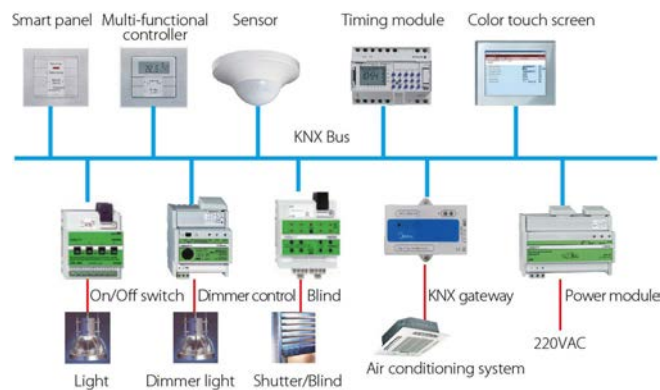 Smart panel
Multi-functional
controller
Sensor
Timing module
Color touch screen
KNX Bus
On/Off switch
Dimmer control
Blind
KNX gateway
Power module
Light
Dimmer light
Shutter/Blind
Air conditioning system
220VAC